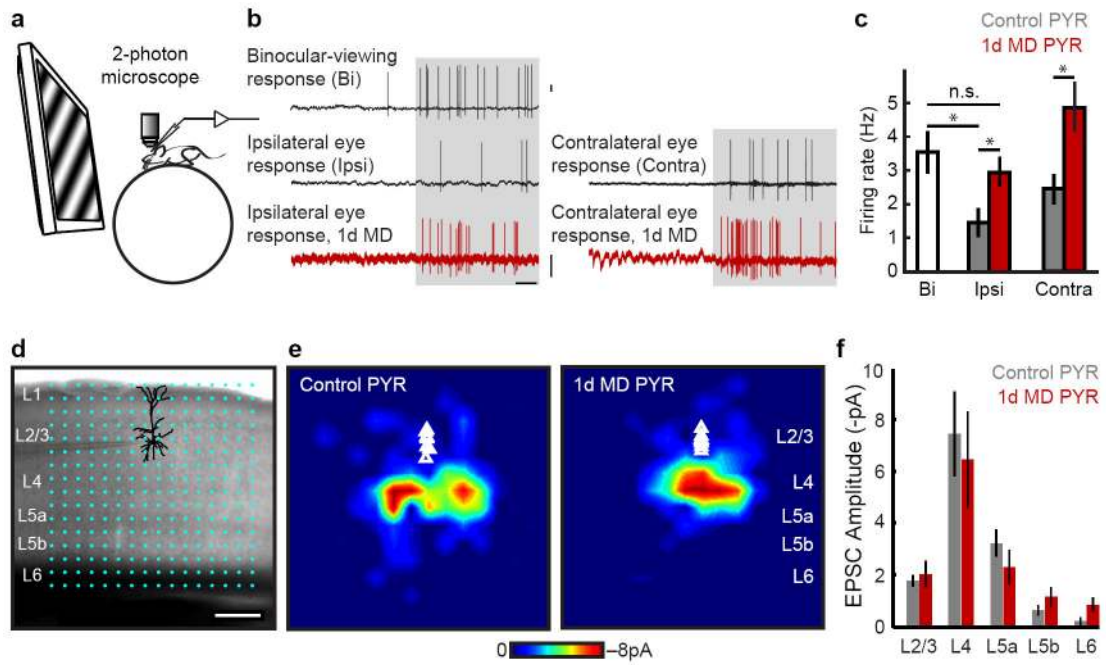 a
2-photon
microscope
b
Binocular-viewing
response (Bi)
Ipsilateral eye
response (Ipsi)
Contralateral eye
response (Contra)
Ipsilateral eye
response, 1d MD
Contralateral eye
response, 1d MD
c
Control PYR
1d MD PYR
Firing rate (Hz)
5
4
3
2
1
0
n.s.
*
*
*
Bi
Ipsi
Contra
d
L1
L2/3
L4
L5a
L5b
L6
e
Control PYR
1d MD PYR
L2/3
L4
L5a
L5b
L6
0
–8pA
f
Control PYR
1d MD PYR
EPSC Amplitude (-pA)
10
8
6
4
2
0
L2/3
L4
L5a
L5b
L6